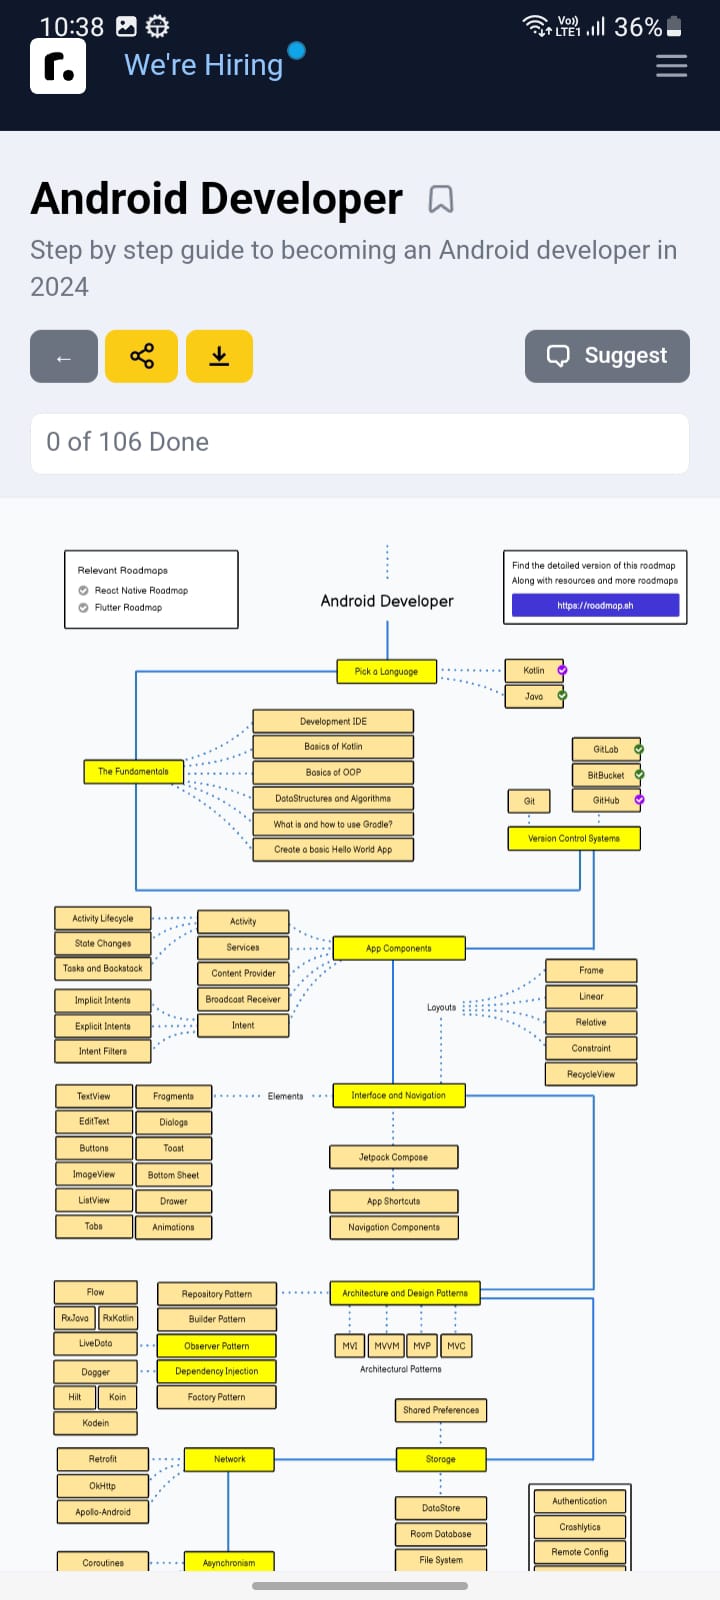 10:38
Vo))
LTE1
36%
r.
We're Hiring
Android Developer
Step by step guide to becoming an Android developer in
2024
←
Suggest
0 of 106 Done
Relevant Roadmaps
React Native Roadmap
Flutter Roadmap
Android Developer
Find the detailed version of this roadmap
Along with resources and more roadmaps
https://roadmap.sh
Pick a Language
Kotlin
Java
The Fundamentals
Development IDE
Basics of Kotlin
Basics of OOP
DataStructures and Algorithms
What is and how to use Gradle?
Create a basic Hello World App
GitLab
BitBucket
GitHub
Git
Version Control Systems
Activity Lifecycle
State Changes
Tasks and Backstack
Implicit Intents
Explicit Intents
Intent Filters
Activity
Services
Content Provider
Broadcast Receiver
Intent
App Components
Layouts
Frame
Linear
Relative
Constraint
RecycleView
TextView
Fragments
EditText
Dialogs
Buttons
Toast
ImageView
Bottom Sheet
ListView
Drawer
Tabs
Animations
Elements
Interface and Navigation
Jetpack Compose
App Shortcuts
Navigation Components
Flow
RxJava
RxKotlin
LiveData
Dagger
Hilt
Koin
Kodein
Repository Pattern
Builder Pattern
Observer Pattern
Dependency Injection
Factory Pattern
Architecture and Design Patterns
MVI
MVVM
MVP
MVC
Architectural Patterns
Shared Preferences
Retrofit
OkHttp
Apollo-Android
Network
Storage
DataStore
Room Database
File System
Authentication
Crashlytics
Remote Config
Coroutines
Asynchronism